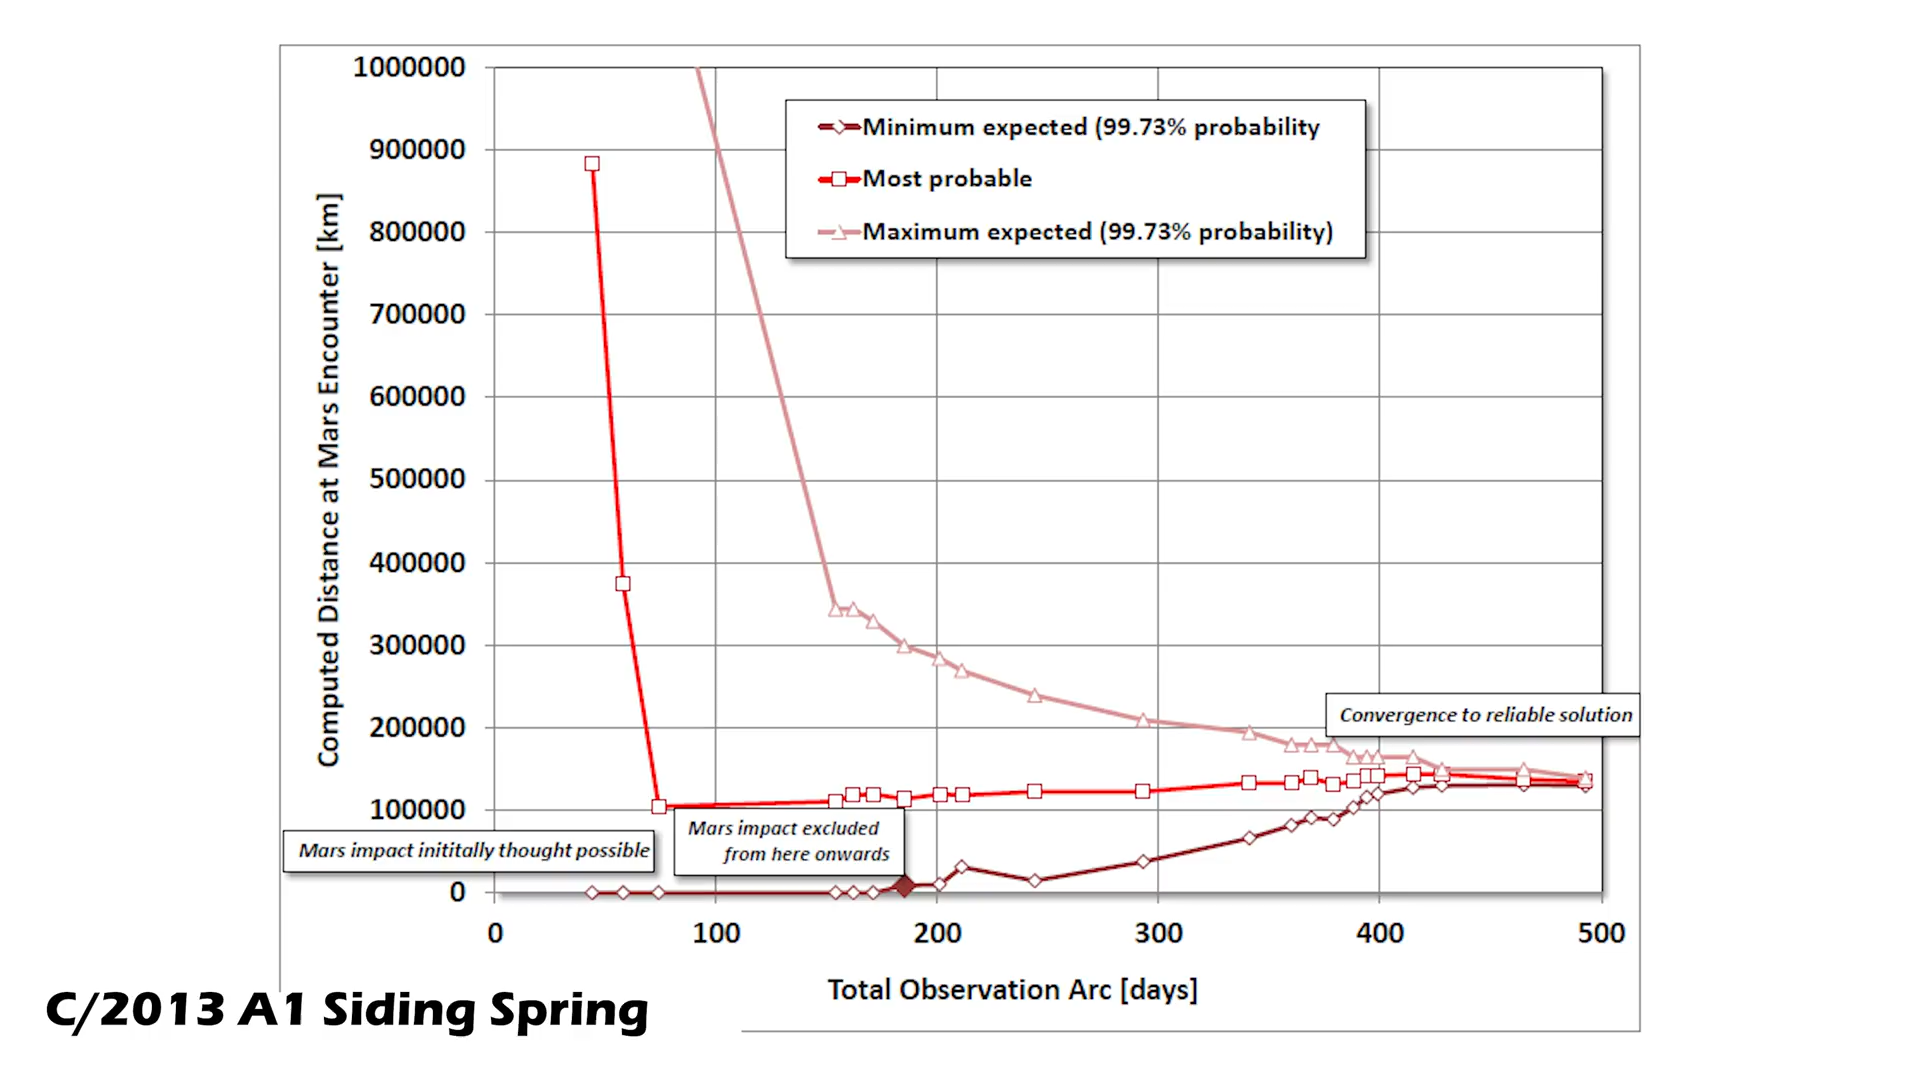 1000000
900000
800000
700000
600000
500000
400000
300000
200000
100000
0
Computed Distance at Mars Encounter [km]
Minimum expected (99.73% probability
Most probable
Maximum expected (99.73% probability)
Convergence to reliable solution
Mars impact inititally thought possible
Mars impact excluded
from here onwards
0 100 200 300 400 500
Total Observation Arc [days]
C/2013 A1 Siding Spring